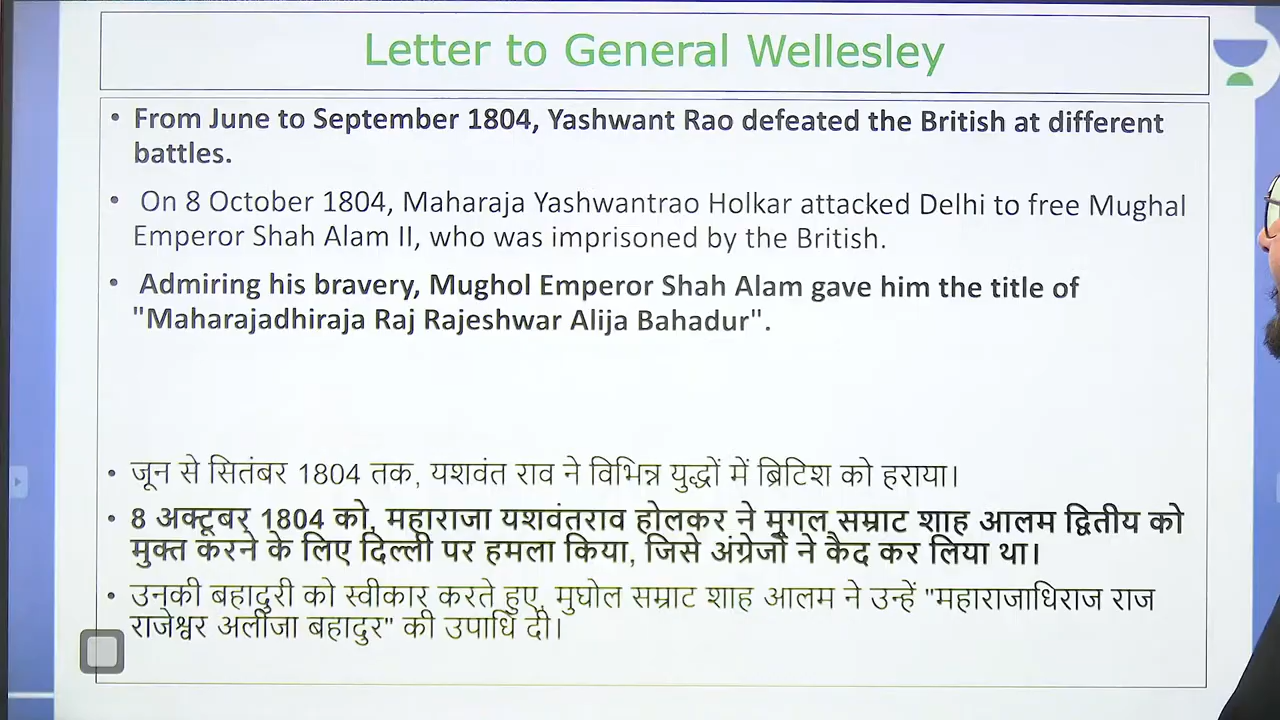 Letter to General Wellesley
• From June to September 1804, Yashwant Rao defeated the British at different
battles.
• On 8 October 1804, Maharaja Yashwantrao Holkar attacked Delhi to free Mughal
Emperor Shah Alam II, who was imprisoned by the British.
• Admiring his bravery, Mughol Emperor Shah Alam gave him the title of
"Maharajadhiraja Raj Rajeshwar Alija Bahadur".
• जून से सितंबर 1804 तक, यशवंत राव ने विभिन्न युद्धों में ब्रिटिश को हराया।
• 8 अक्टूबर 1804 को, महाराजा यशवंतराव होलकर ने मुगल सम्राट शाह आलम द्वितीय को
मुक्त करने के लिए दिल्ली पर हमला किया, जिसे अंग्रेजों ने कैद कर लिया था।
• उनकी बहादुरी को स्वीकार करते हुए, मुघोल सम्राट शाह आलम ने उन्हें "महाराजाधिराज राज
राजेश्वर अलीजा बहादुर" की उपाधि दी।